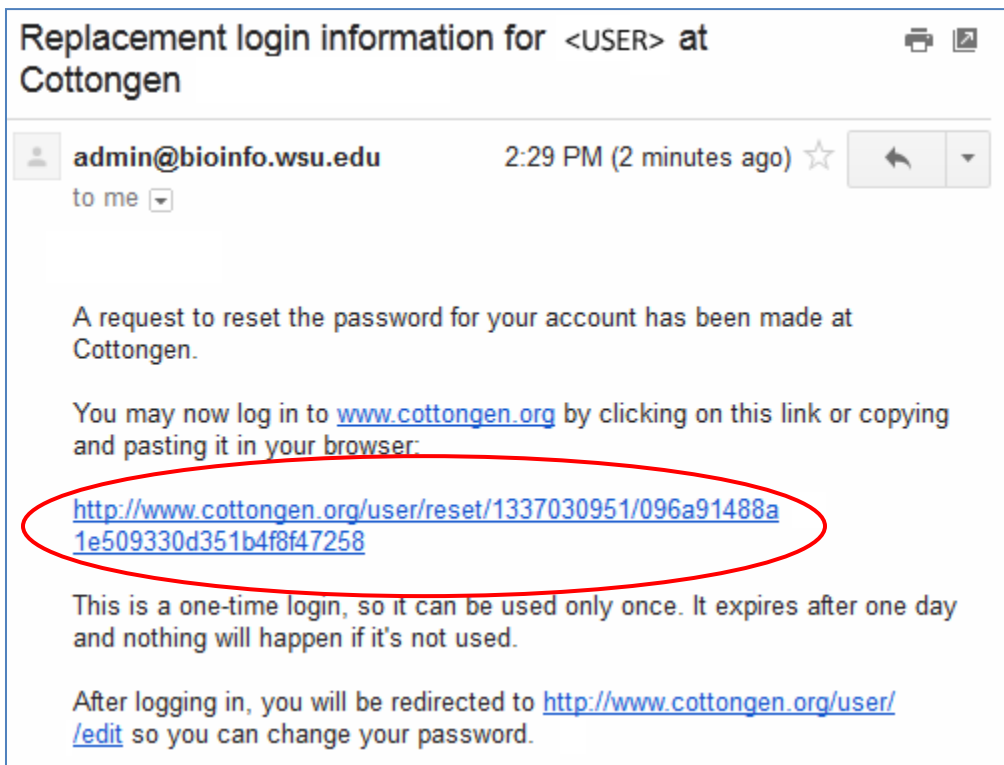 Replacement login information for <USER> at
Cottongen
admin@bioinfo.wsu.edu 2:29 PM (2 minutes ago)
to me
A request to reset the password for your account has been made at
Cottongen.
You may now log in to www.cottongen.org by clicking on this link or copying
and pasting it in your browser:
http://www.cottongen.org/user/reset/1337030951/096a91488a
1e509330d351b4f8f47258
This is a one-time login, so it can be used only once. It expires after one day
and nothing will happen if it's not used.
After logging in, you will be redirected to http://www.cottongen.org/user/
/edit so you can change your password.